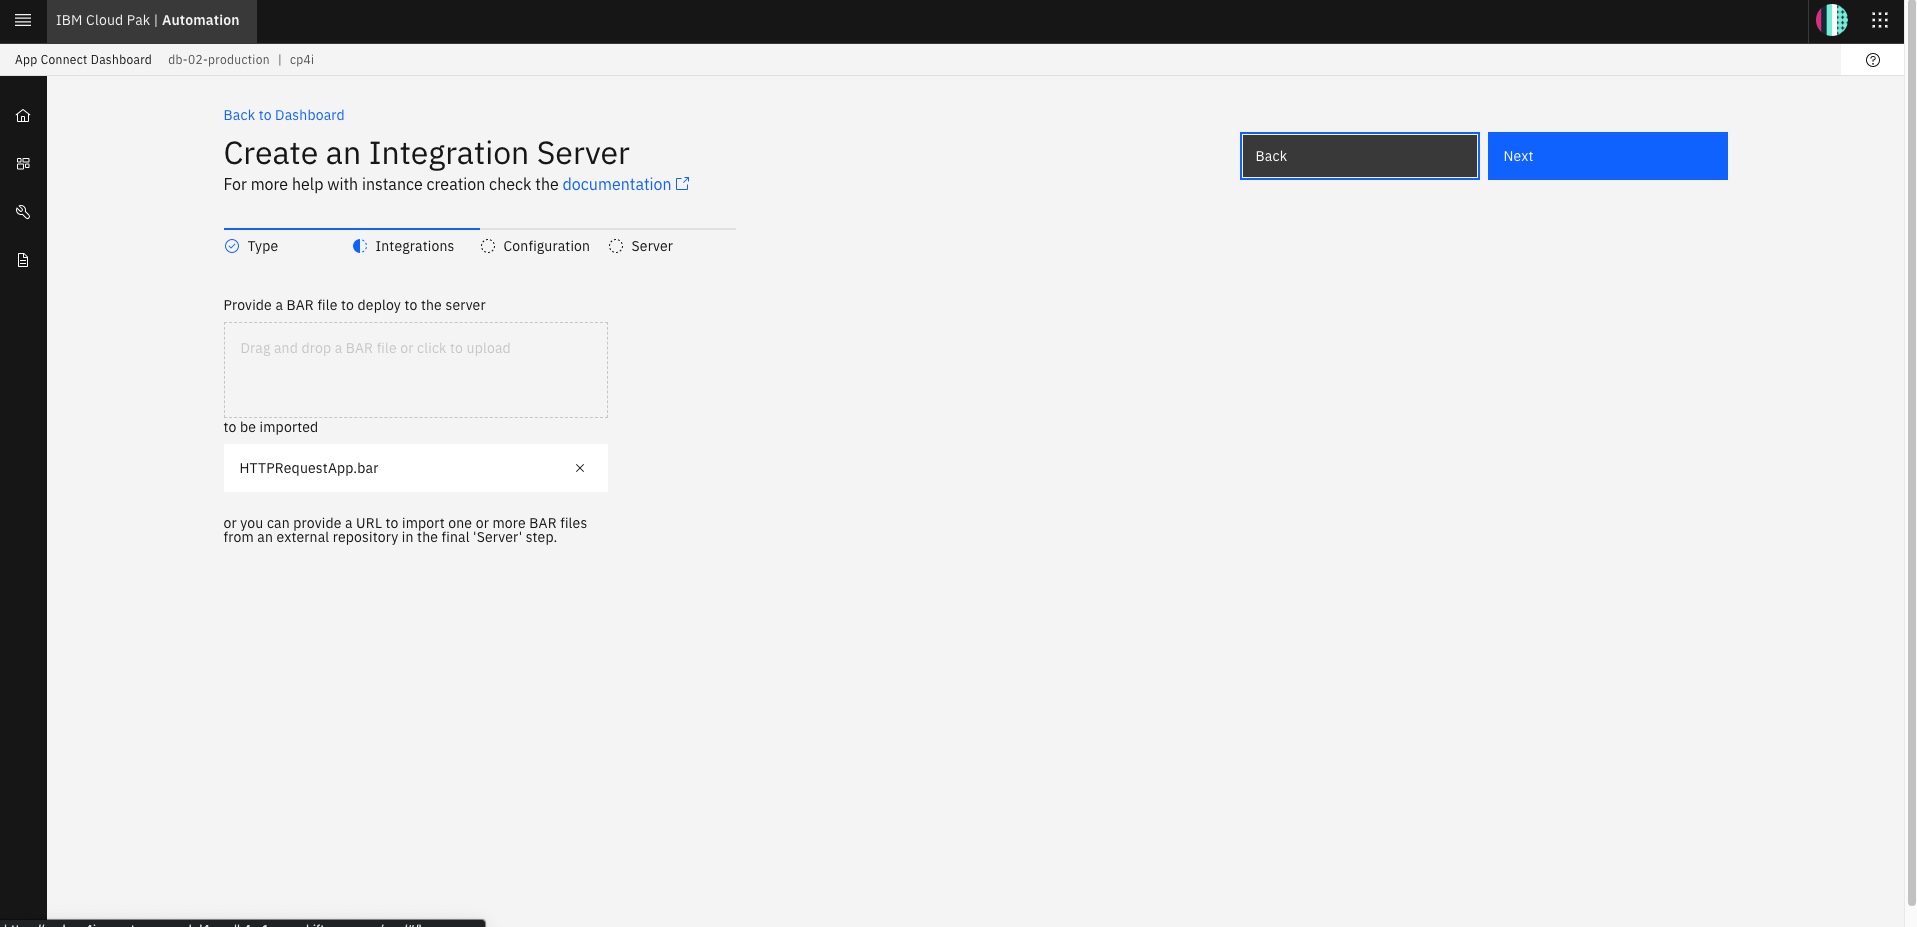 IBM Cloud Pak | Automation
App Connect Dashboard db-02-production | cp4i
Back to Dashboard
Create an Integration Server
For more help with instance creation check the documentation
Back
Next
Type
Integrations
Configuration
Server
Provide a BAR file to deploy to the server
Drag and drop a BAR file or click to upload
to be imported
HTTPRequestApp.bar
or you can provide a URL to import one or more BAR files
from an external repository in the final 'Server' step.